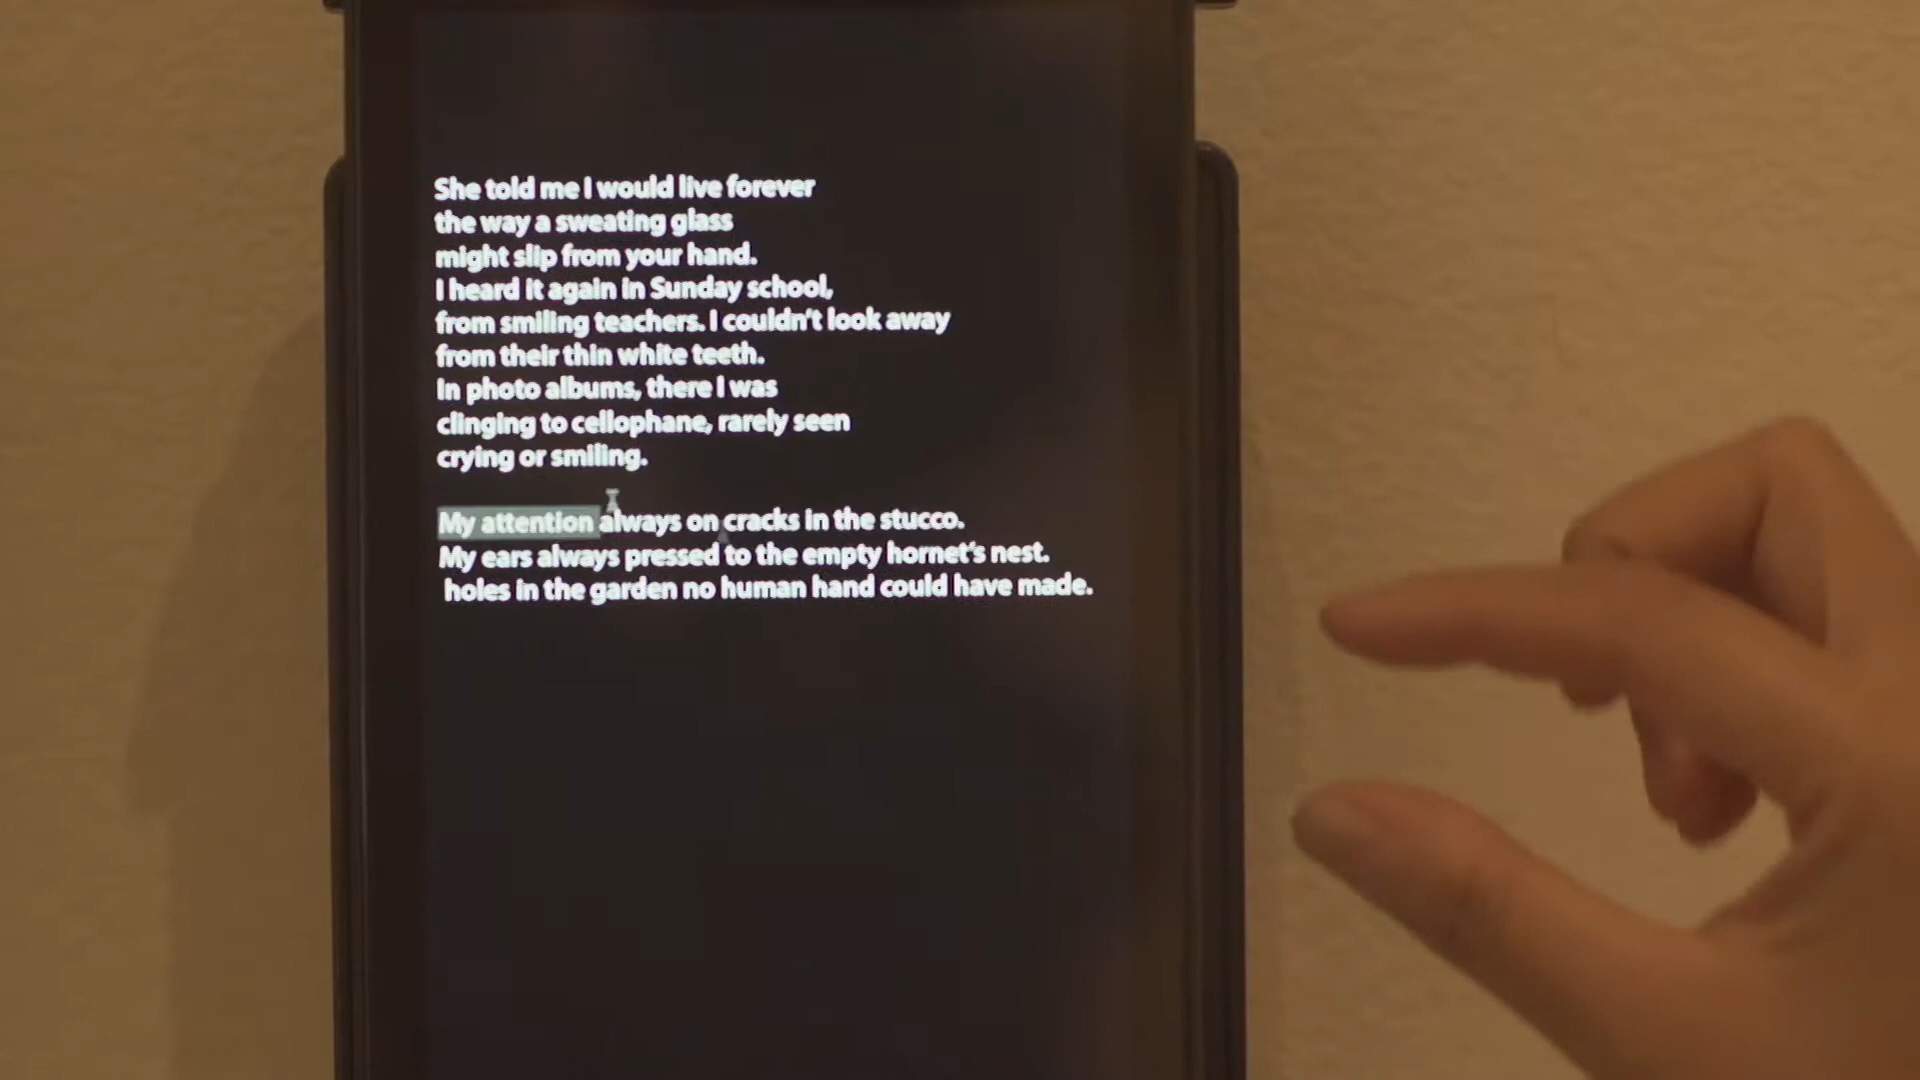 She told me I would live forever
the way a sweating glass
might slip from your hand.
I heard it again in Sunday school,
from smiling teachers. I couldn't look away
from their thin white teeth.
In photo albums, there I was
clinging to cellophane, rarely seen
crying or smiling.
My attention always on cracks in the stucco.
My ears always pressed to the empty hornet's nest.
holes in the garden no human hand could have made.